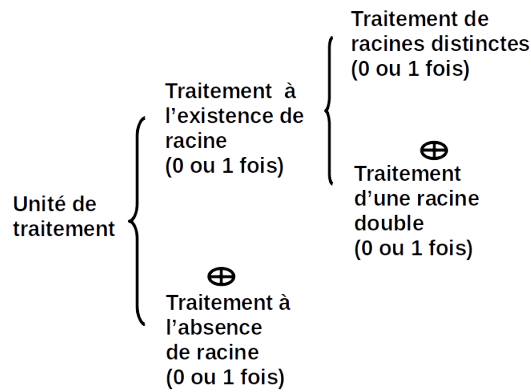 Unité de
traitement
Traitement à
l'existence de
racine
(0 ou 1 fois)
Traitement de
racines distinctes
(0 ou 1 fois)
⊕
Traitement
d'une racine
double
(0 ou 1 fois)
⊕
Traitement à
l'absence
de racine
(0 ou 1 fois)